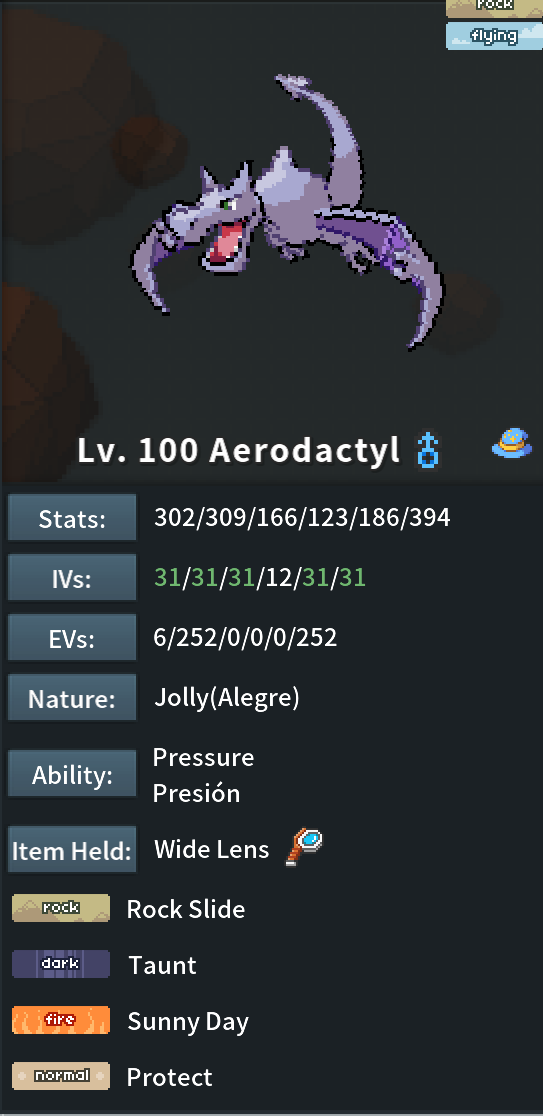 rock
flying
Lv. 100 Aerodactyl
Stats: 302/309/166/123/186/394
IVs: 31/31/31/12/31/31
EVs: 6/252/0/0/0/252
Nature: Jolly(Alegre)
Ability: Pressure
Presión
Item Held: Wide Lens
rock Rock Slide
dark Taunt
fire Sunny Day
normal Protect